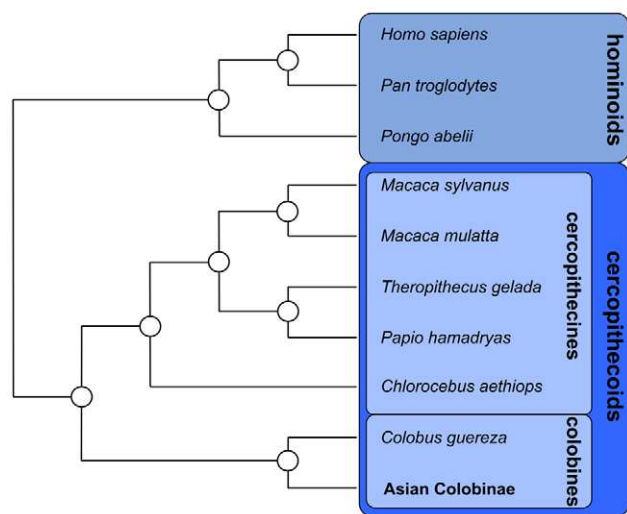 Homo sapiens
Pan troglodytes
Pongo abelii
hominoids
Macaca sylvanus
Macaca mulatta
Theropithecus gelada
Papio hamadryas
Chlorocebus aethiops
cercopithecines
Colobus guereza
Asian Colobinae
colobines
cercopithecoids